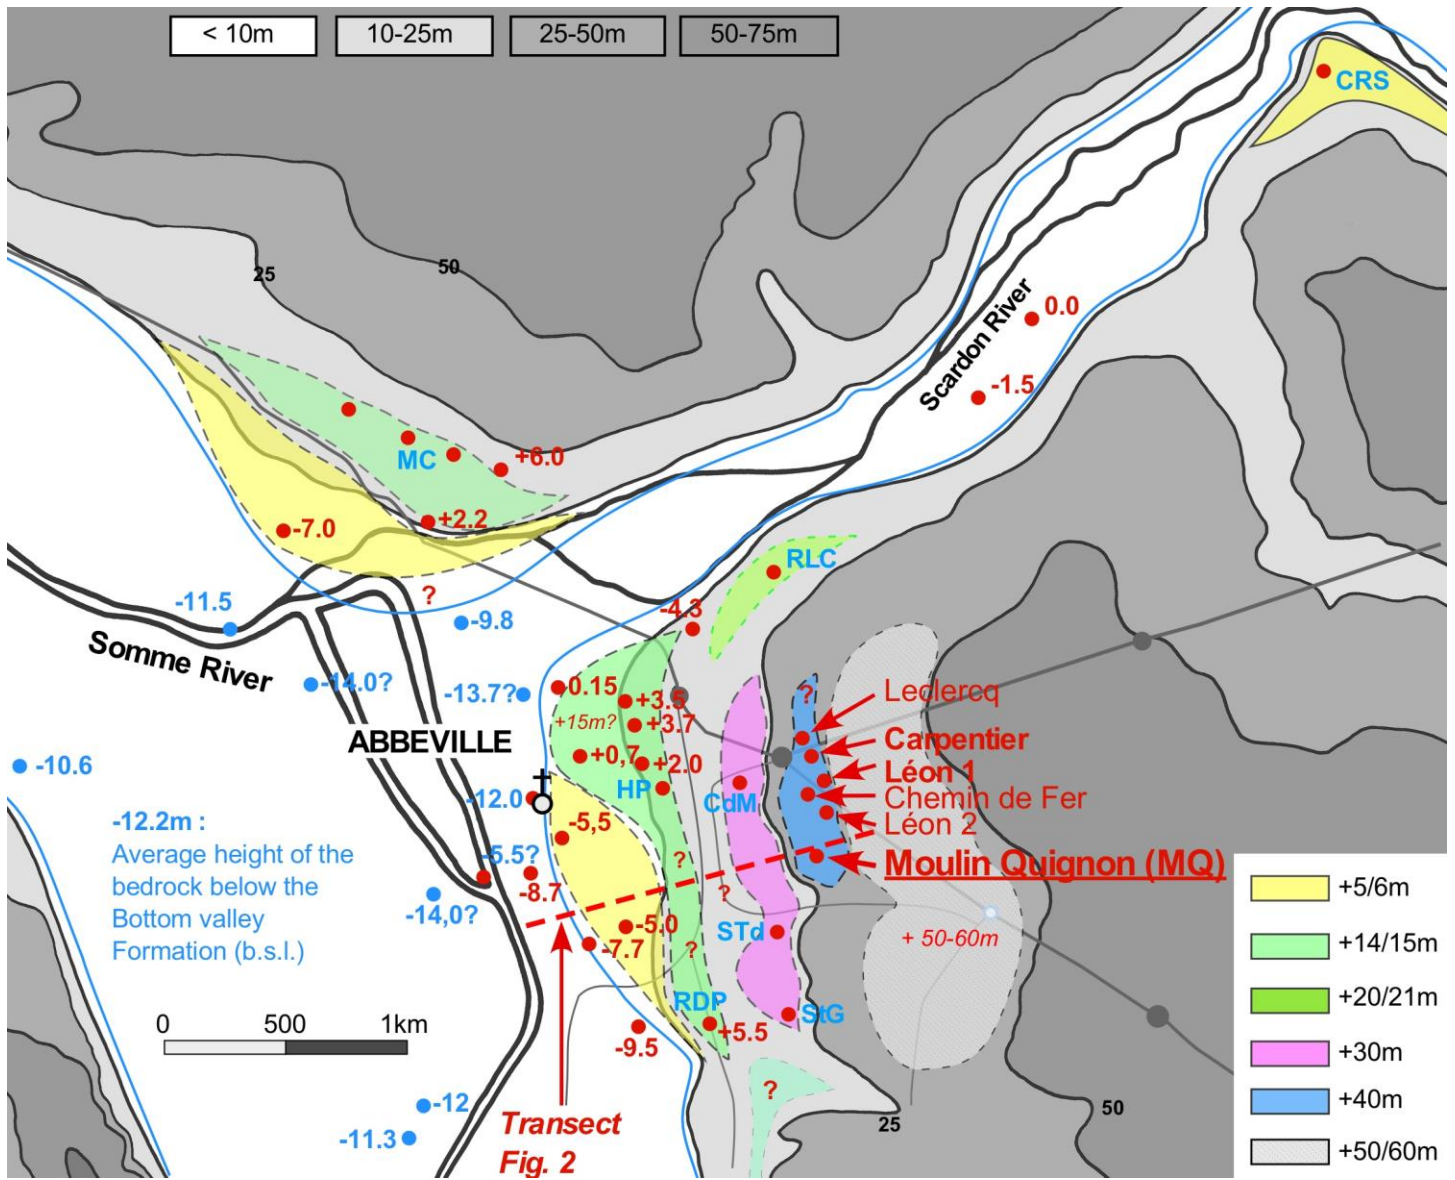 < 10m
10-25m
25-50m
50-75m
CRS
25
50
Scardon River
0.0
-1.5
MC
+6.0
+2.2
-7.0
?
RLC
-4.3
-11.5
-9.8
Somme River
-14.0?
-13.7?
0.15
+3.5
+15m?
+3.7
ABBEVILLE
+0,7
+2.0
HP
CdM
?
Leclercq
Carpentier
Léon 1
Chemin de Fer
Léon 2
Moulin Quignon (MQ)
-10.6
-12.0
-5,5
-5.5?
-8.7
-14,0?
?
?
-12.2m :
Average height of the
bedrock below the
Bottom valley
Formation (b.s.l.)
-5.0
-7.7
?
STd
+ 50-60m
RDP
StG
+5.5
-9.5
0
500
1km
?
-12
-11.3
Transect
Fig. 2
25
50
+5/6m
+14/15m
+20/21m
+30m
+40m
+50/60m